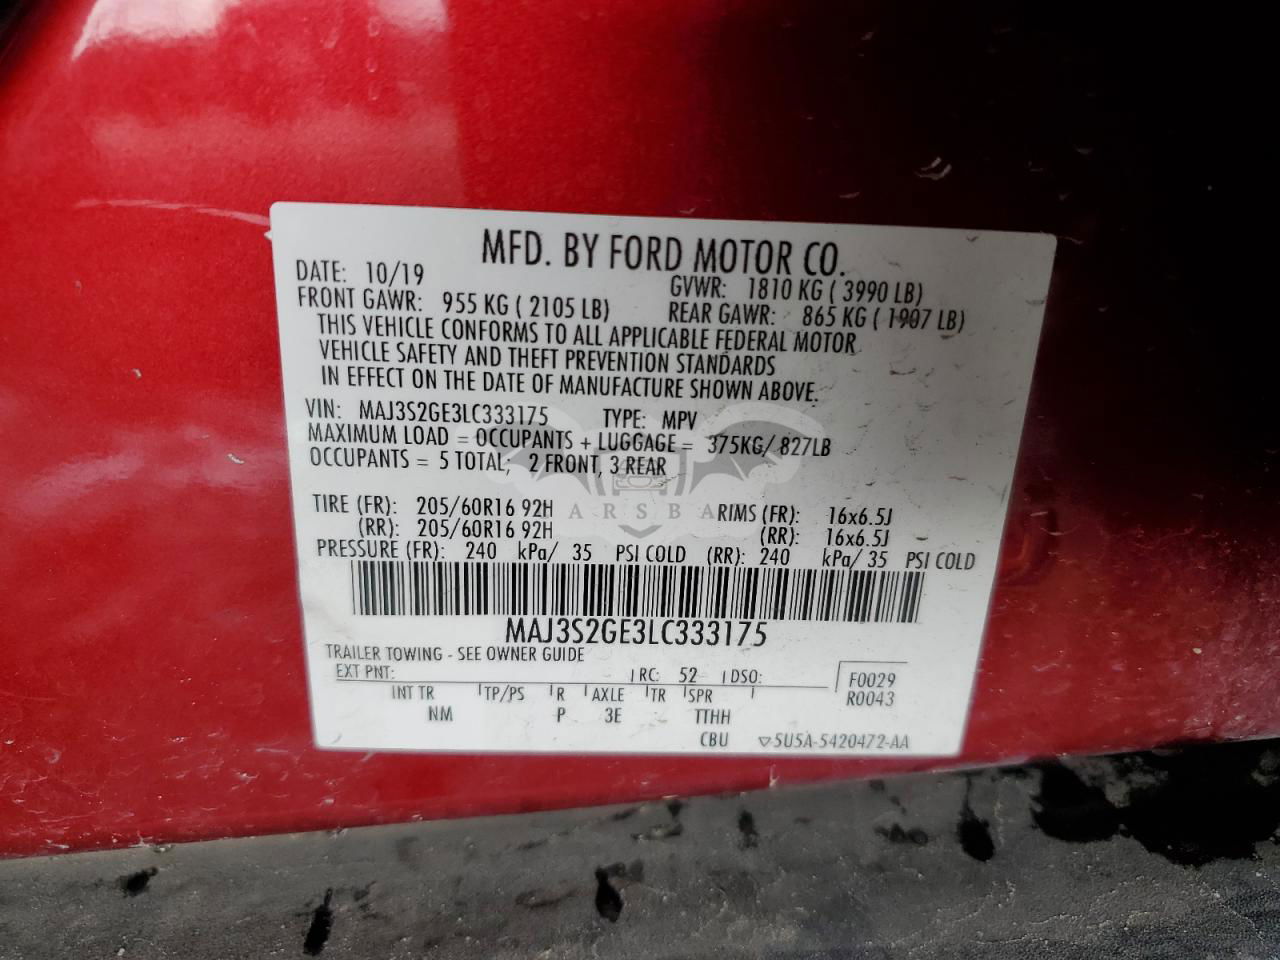 MFD. BY FORD MOTOR CO.
DATE: 10/19 GVWR: 1810 KG ( 3990 LB)
FRONT GAWR: 955 KG ( 2105 LB) REAR GAWR: 865 KG ( 1907 LB)
THIS VEHICLE CONFORMS TO ALL APPLICABLE FEDERAL MOTOR
VEHICLE SAFETY AND THEFT PREVENTION STANDARDS
IN EFFECT ON THE DATE OF MANUFACTURE SHOWN ABOVE.
VIN: MAJ3S2GE3LC333175 TYPE: MPV
MAXIMUM LOAD = OCCUPANTS + LUGGAGE = 375KG/ 827LB
OCCUPANTS = 5 TOTAL; 2 FRONT, 3 REAR
TIRE (FR): 205/60R16 92H RIMS (FR): 16x6.5J
ARSBA
(RR): 205/60R16 92H (RR): 16x6.5J
PRESSURE (FR): 240 kPa/ 35 PSI COLD (RR): 240 kPa/ 35 PSI COLD
MAJ3S2GE3LC333175
TRAILER TOWING - SEE OWNER GUIDE
EXT PNT: RC: 52 DSO: F0029
INT TR TP/PS R AXLE TR SPR R0043
NM P 3E TTHH
CBU 5U5A-5420472-AA